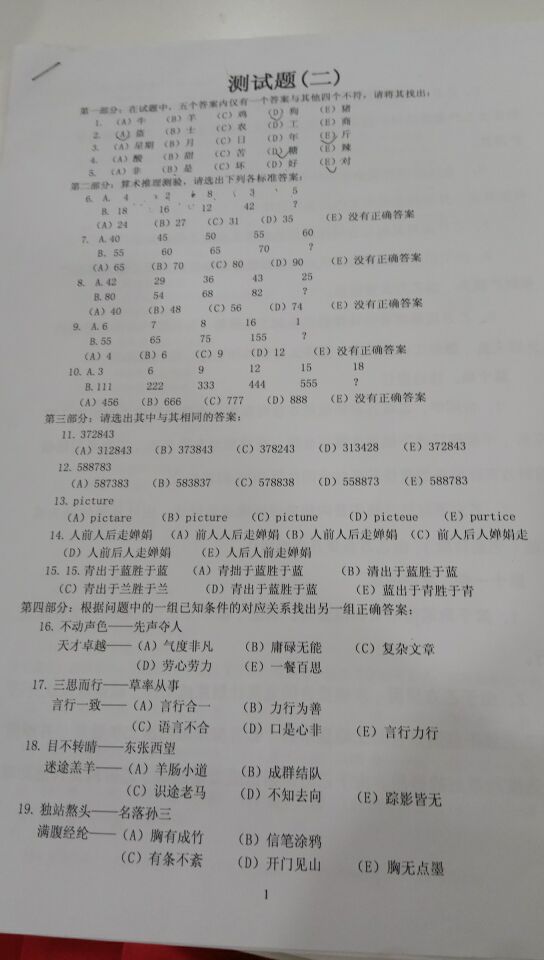 测试题(二)
第一部分：在试题中，五个答案内仅有一个答案与其他四个不符，请将其找出：
1. (A)牛 (B)羊 (C)鸡 (D)狗 (E)猪
2. (A)盗 (B)士 (C)农 (D)工 (E)商
3. (A)星期 (B)月 (C)日 (D)年 (E)斤
4. (A)酸 (B)甜 (C)苦 (D)糖 (E)辣
5. (A)非 (B)是 (C)坏 (D)好 (E)对
第二部分：算术推理测验，请选出下列各标准答案：
6. A. 4 2 8 3 5
B. 18 16 12 42 ?
(A)24 (B)27 (C)31 (D)35 (E)没有正确答案
7. A.40 45 50 55 60
B. 55 60 65 70 ?
(A)65 (B)70 (C)80 (D)90 (E)没有正确答案
8. A.42 29 36 43 25
B.80 54 68 82 ?
(A)40 (B)48 (C)56 (D)74 (E)没有正确答案
9. A.6 7 8 16 1
B.55 65 75 155 ?
(A)4 (B)6 (C)9 (D)12 (E)没有正确答案
10. A.3 6 9 12 15 18
B.111 222 333 444 555 ?
(A)456 (B)666 (C)777 (D)888 (E)没有正确答案
第三部分：请选出其中与其相同的答案：
11. 372843
(A)312843 (B)373843 (C)378243 (D)313428 (E)372843
12. 588783
(A)587383 (B)583837 (C)578838 (D)558873 (E)588783
13. picture
(A)pictare (B)picture (C)pictune (D)picteue (E)purtice
14. 人前人后走婵娟 (A)前人人后走婵娟(B)人前人后走婵娟 (C)前人后人婵娟走
(D)人前后人走婵娟 (E)人后人前走婵娟
15. 15.青出于蓝胜于蓝 (A)青拙于蓝胜于蓝 (B)清出于蓝胜于蓝
(C)青出于兰胜于兰 (D)青出于蓝胜于蓝 (E)蓝出于青胜于青
第四部分：根据问题中的一组已知条件的对应关系找出另一组正确答案：
16. 不动声色——先声夺人
天才卓越——(A)气度非凡 (B)庸碌无能 (C)复杂文章
(D)劳心劳力 (E)一餐百思
17. 三思而行——草率从事
言行一致——(A)言行合一 (B)力行为善
(C)语言不合 (D)口是心非 (E)言行力行
18. 目不转睛——东张西望
迷途羔羊——(A)羊肠小道 (B)成群结队
(C)识途老马 (D)不知去向 (E)踪影皆无
19. 独站熬头——名落孙三
满腹经纶——(A)胸有成竹 (B)信笔涂鸦
(C)有条不紊 (D)开门见山 (E)胸无点墨
1